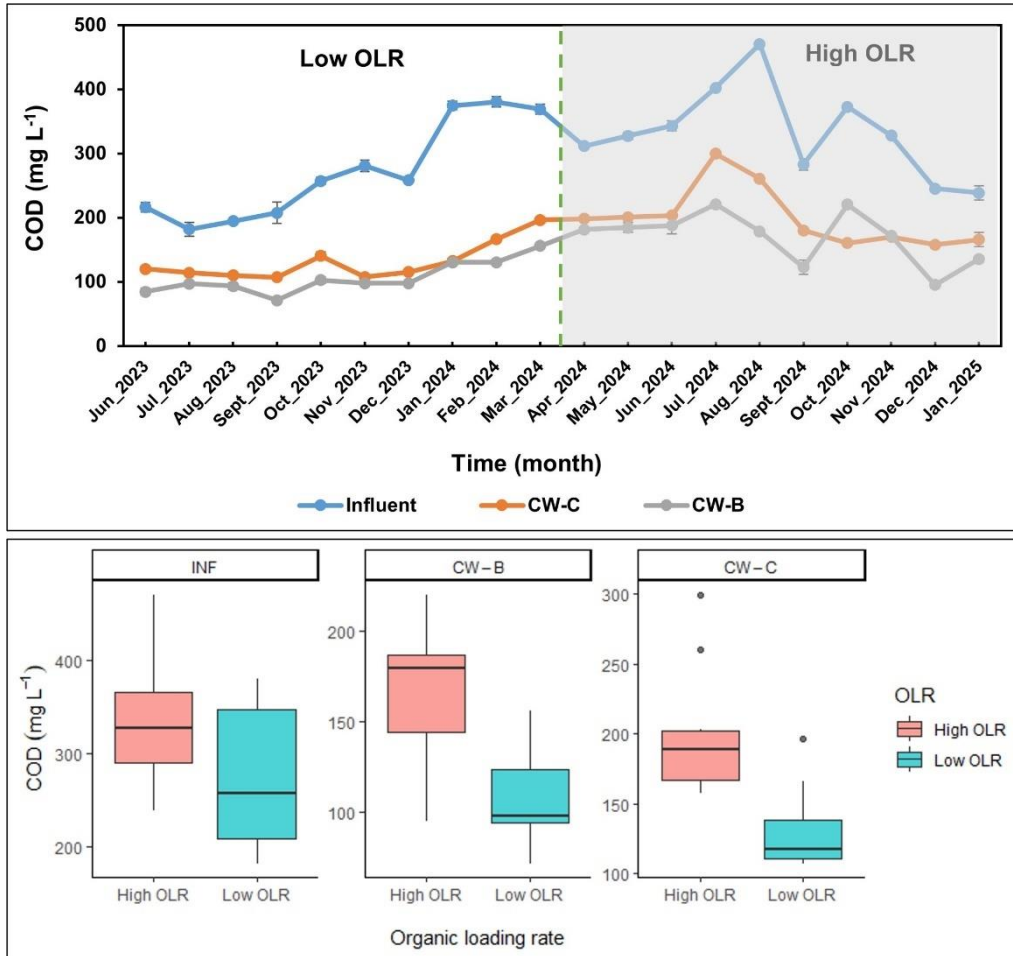 500
400
300
200
100
0
COD (mg L-1)
Low OLR
High OLR
Jun_2023
Jul_2023
Aug_2023
Sept_2023
Oct_2023
Nov_2023
Dec_2023
Jan_2024
Feb_2024
Mar_2024
Apr_2024
May_2024
Jun_2024
Jul_2024
Aug_2024
Sept_2024
Oct_2024
Nov_2024
Dec_2024
Jan_2025
Time (month)
Influent
CW-C
CW-B
INF
CW–B
CW–C
COD (mg L⁻¹)
400
300
200
200
150
100
300
250
200
150
100
High OLR
Low OLR
High OLR
Low OLR
High OLR
Low OLR
Organic loading rate
OLR
High OLR
Low OLR